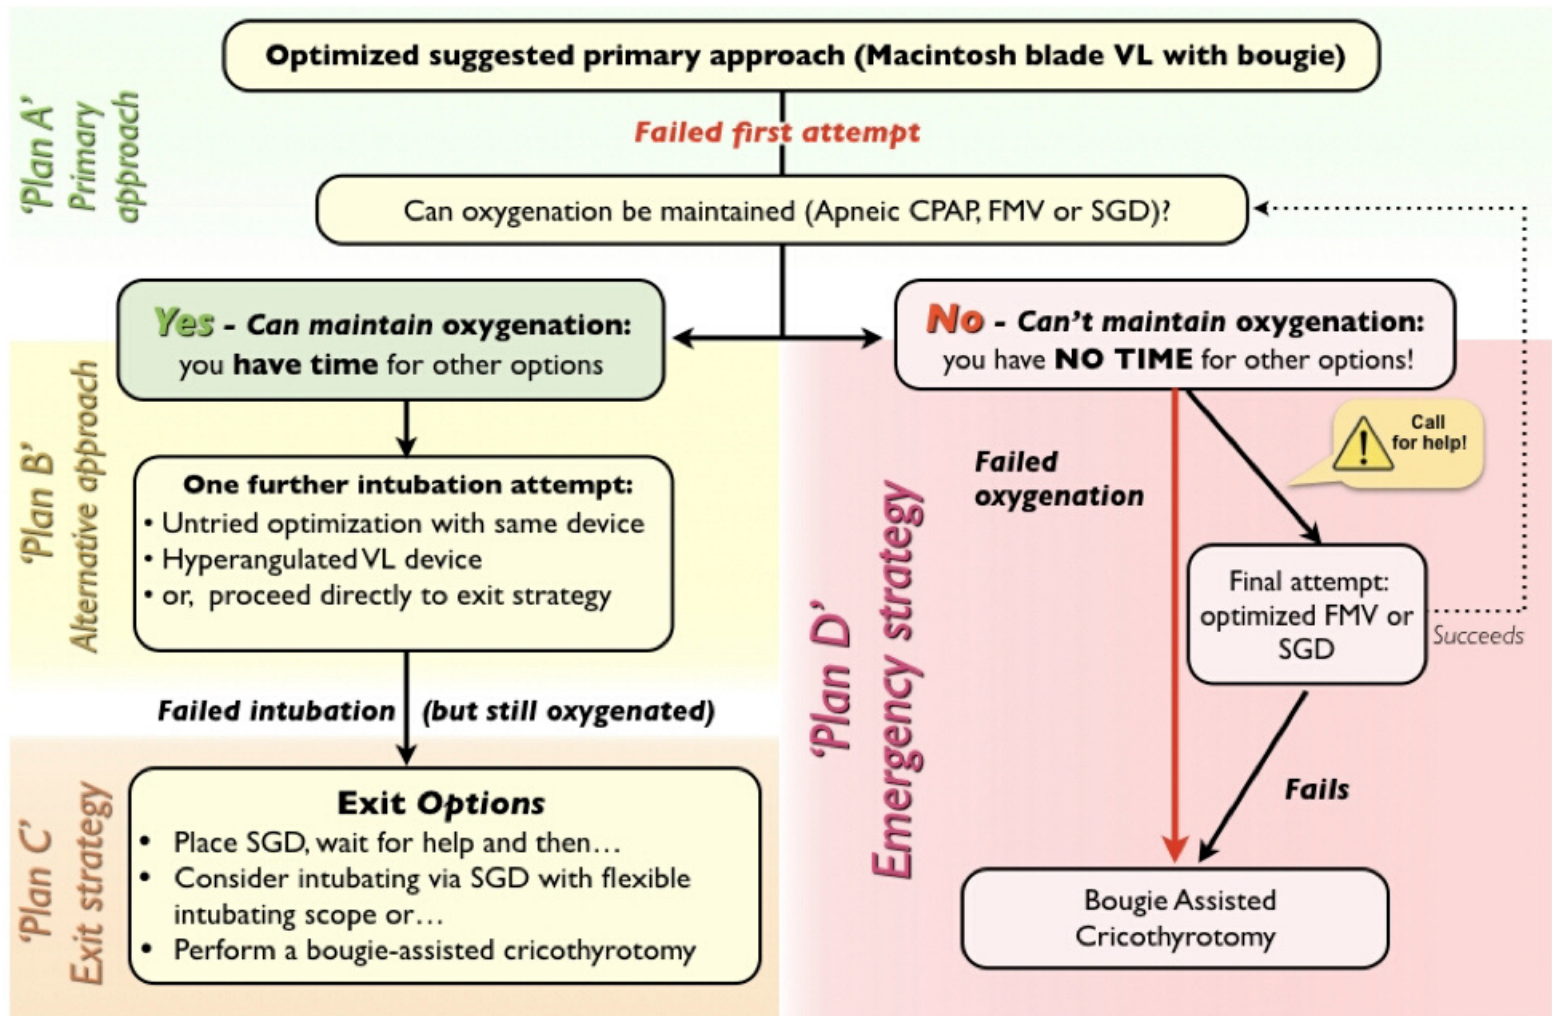 Optimized suggested primary approach (Macintosh blade VL with bougie)
'Plan A'
Primary
approach
Failed first attempt
Can oxygenation be maintained (Apneic CPAP, FMV or SGD)?
Yes - Can maintain oxygenation:
you have time for other options
No - Can't maintain oxygenation:
you have NO TIME for other options!
'Plan B'
Alternative approach
One further intubation attempt:
• Untried optimization with same device
• Hyperangulated VL device
• or, proceed directly to exit strategy
Failed intubation (but still oxygenated)
'Plan C'
Exit strategy
Exit Options
• Place SGD, wait for help and then…
• Consider intubating via SGD with flexible
intubating scope or…
• Perform a bougie-assisted cricothyrotomy
'Plan D'
Emergency strategy
Failed
oxygenation
Call
for help!
Final attempt:
optimized FMV or
SGD
Succeeds
Fails
Bougie Assisted
Cricothyrotomy